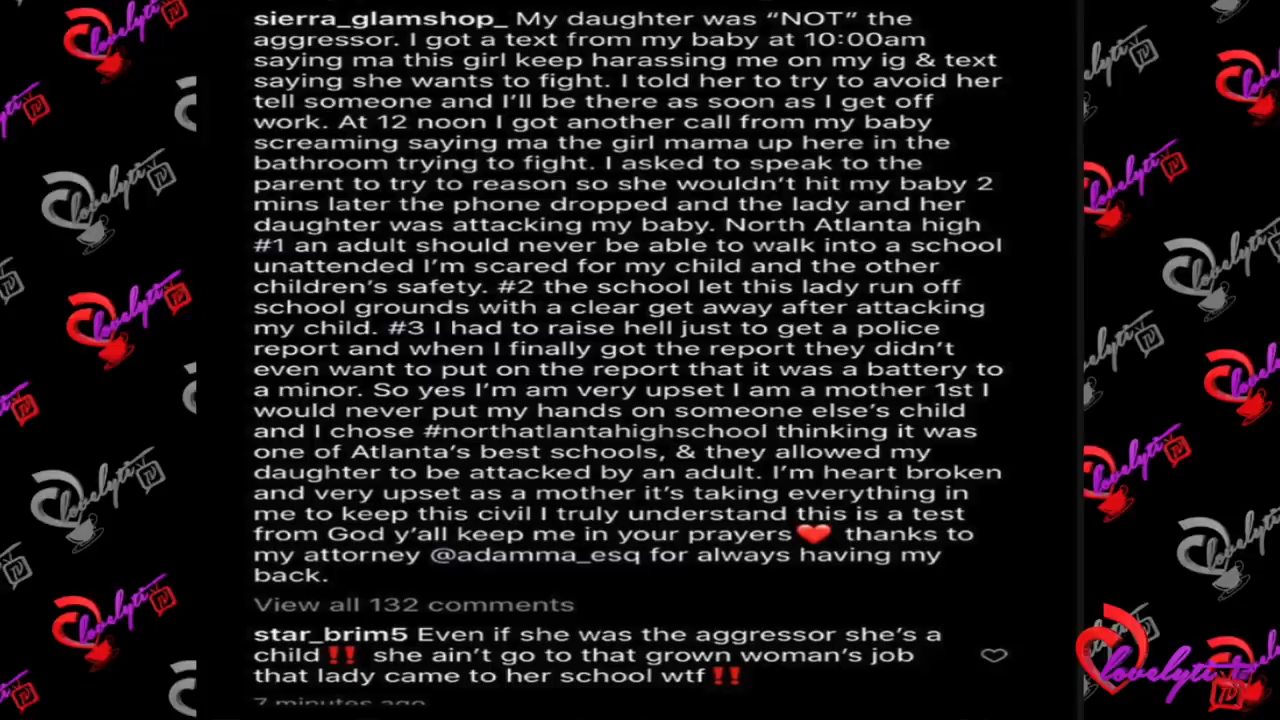 sierra_glamshop_ My daughter was “NOT” the
aggressor. I got a text from my baby at 10:00am
saying ma this girl keep harassing me on my ig & text
saying she wants to fight. I told her to try to avoid her
tell someone and I’ll be there as soon as I get off
work. At 12 noon I got another call from my baby
screaming saying ma the girl mama up here in the
bathroom trying to fight. I asked to speak to the
parent to try to reason so she wouldn’t hit my baby 2
mins later the phone dropped and the lady and her
daughter was attacking my baby. North Atlanta high
#1 an adult should never be able to walk into a school
unattended I’m scared for my child and the other
children’s safety. #2 the school let this lady run off
school grounds with a clear get away after attacking
my child. #3 I had to raise hell just to get a police
report and when I finally got the report they didn’t
even want to put on the report that it was a battery to
a minor. So yes I’m am very upset I am a mother 1st I
would never put my hands on someone else’s child
and I chose #northatlantahighschool thinking it was
one of Atlanta’s best schools, & they allowed my
daughter to be attacked by an adult. I’m heart broken
and very upset as a mother it’s taking everything in
me to keep this civil I truly understand this is a test
from God y’all keep me in your prayers ❤️ thanks to
my attorney @adamma_esq for always having my
back.
View all 132 comments
star_brim5 Even if she was the aggressor she’s a
child‼️ she ain’t go to that grown woman’s job
that lady came to her school wtf‼️
7 minutes ago
lovelyti TV